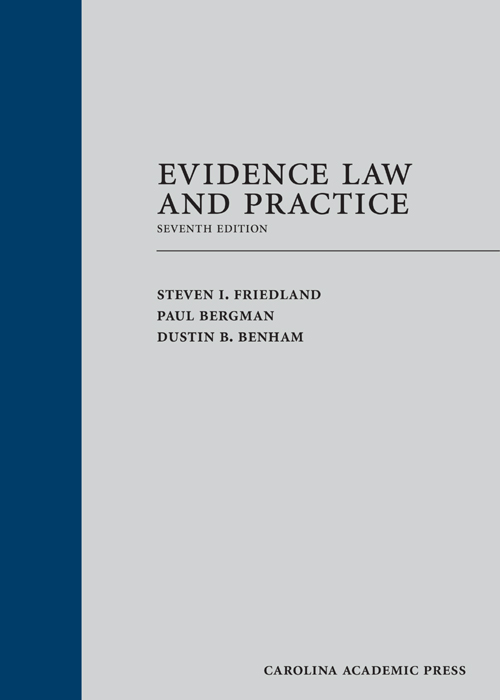 EVIDENCE LAW
AND PRACTICE
SEVENTH EDITION
STEVEN I. FRIEDLAND
PAUL BERGMAN
DUSTIN B. BENHAM
CAROLINA ACADEMIC PRESS